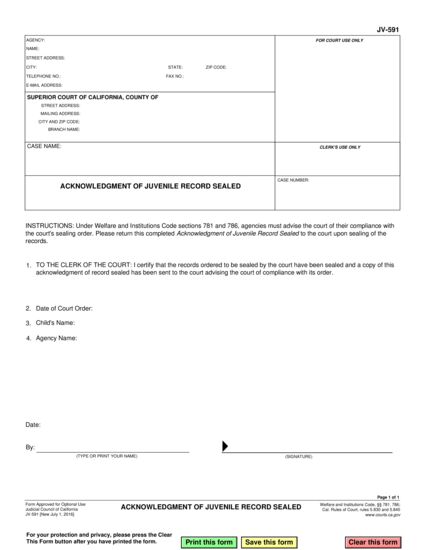 JV-591
AGENCY:
FOR COURT USE ONLY
NAME:
STREET ADDRESS:
CITY: STATE: ZIP CODE:
TELEPHONE NO.: FAX NO.:
E-MAIL ADDRESS:
SUPERIOR COURT OF CALIFORNIA, COUNTY OF
STREET ADDRESS:
MAILING ADDRESS:
CITY AND ZIP CODE:
BRANCH NAME:
CASE NAME:
CLERK'S USE ONLY
ACKNOWLEDGMENT OF JUVENILE RECORD SEALED
CASE NUMBER:
INSTRUCTIONS: Under Welfare and Institutions Code sections 781 and 786, agencies must advise the court of their compliance with
the court's sealing order. Please return this completed Acknowledgment of Juvenile Record Sealed to the court upon sealing of the
records.
1. TO THE CLERK OF THE COURT: I certify that the records ordered to be sealed by the court have been sealed and a copy of this
acknowledgment of record sealed has been sent to the court advising the court of compliance with its order.
2. Date of Court Order:
3. Child's Name:
4. Agency Name:
Date:
By:
(TYPE OR PRINT YOUR NAME) (SIGNATURE)
Page 1 of 1
Form Approved for Optional Use
Judicial Council of California
JV-591 [New July 1, 2016]
ACKNOWLEDGMENT OF JUVENILE RECORD SEALED
Welfare and Institutions Code, §§ 781, 786;
Cal. Rules of Court, rules 5.830 and 5.840
www.courts.ca.gov
For your protection and privacy, please press the Clear
This Form button after you have printed the form.
Print this form Save this form Clear this form